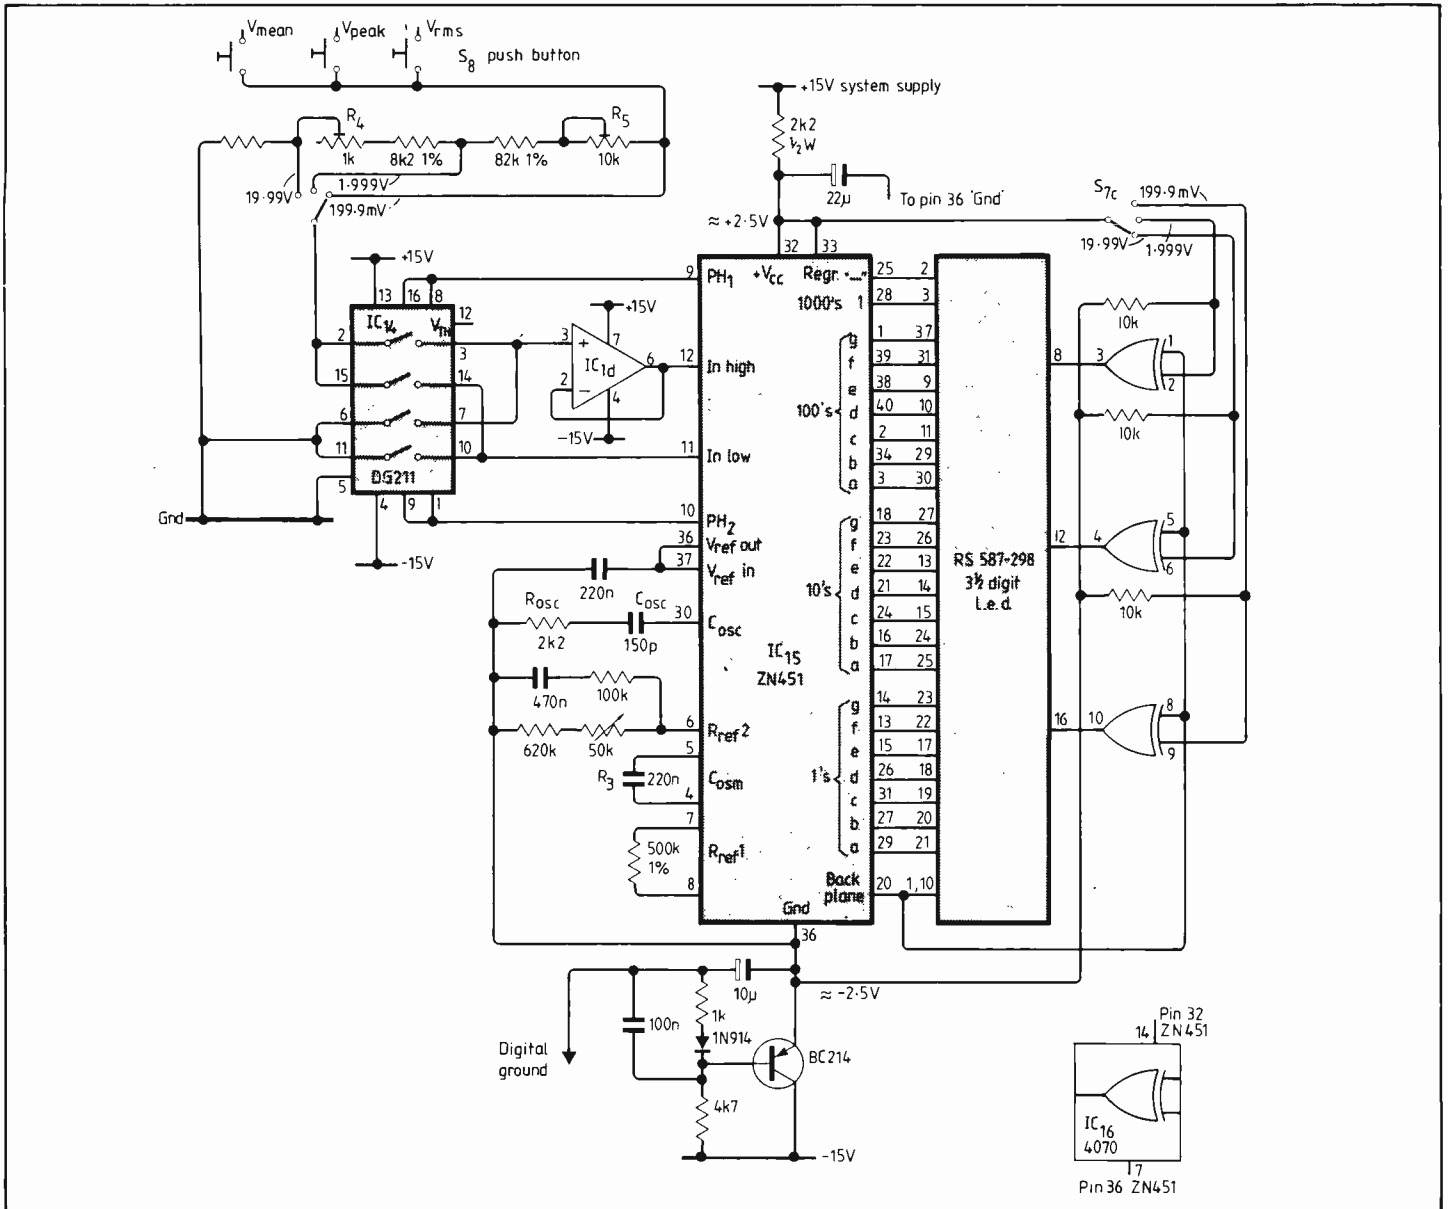 Vmean
Vpeak
Vrms
S8 push button
R4
R5
1k
8k2 1%
82k 1%
10k
19·99V
1·999V
199·9mV
+15V system supply
2k2
½W
22µ
To pin 36 'Gnd'
≈ +2·5V
S7c
199·9mV
19·99V
1·999V
+15V
13 16 8
IC14
VTH
12
2 3
15 14
6 7
11 10
DG211
5
4 9 1
-15V
Gnd
+15V
3 + 7
IC1d
6
2 − 4
-15V
32 33
9 PH1
+Vcc
Regr. "...."
25 2
1000's 1 28 3
12 In high
11 In low
10 PH2
36 Vref out
37 Vref in
220n
Rosc
2k2
Cosc
150p
30 Cosc
470n
100k
620k
50k
6 Rref2
5
R3 220n
Cosm
4
7
500k
1%
Rref1
8
IC15
ZN451
100's
g 1 37
f 39 31
e 38 9
d 40 10
c 2 11
b 34 29
a 3 30
10's
g 18 27
f 23 26
e 22 13
d 21 14
c 24 15
b 16 24
a 17 25
1's
g 14 23
f 13 22
e 15 17
d 26 18
c 31 19
b 27 20
a 29 21
Back
plane
20 1,10
Gnd
36
RS 587-298
3½ digit
l.e.d.
10k
8 3 1
2
10k
12 4 5
6
10k
16 10 8
9
10µ
≈ -2·5V
1k
100n
1N914
BC214
Digital
ground
4k7
-15V
Pin 32
14 ZN451
IC16
4070
7
Pin 36 ZN451